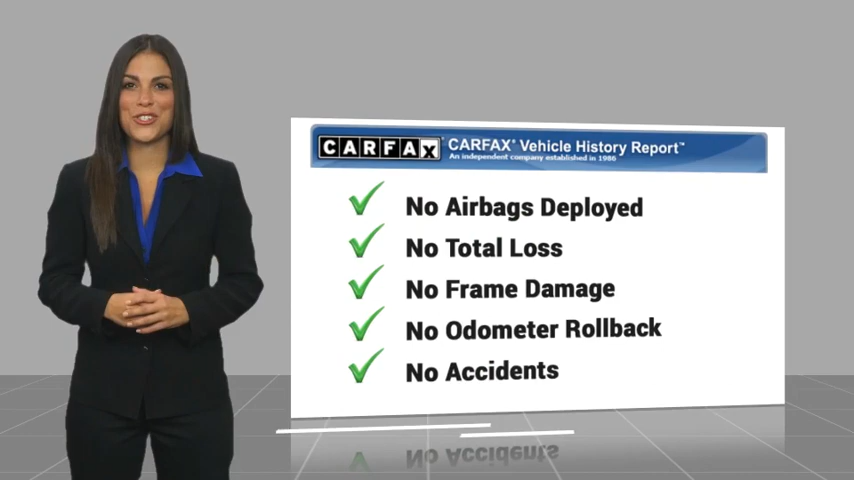 CARFAX
CARFAX® Vehicle History Report™
An independent company established in 1986
No Airbags Deployed
No Total Loss
No Frame Damage
No Odometer Rollback
No Accidents
No Accidents